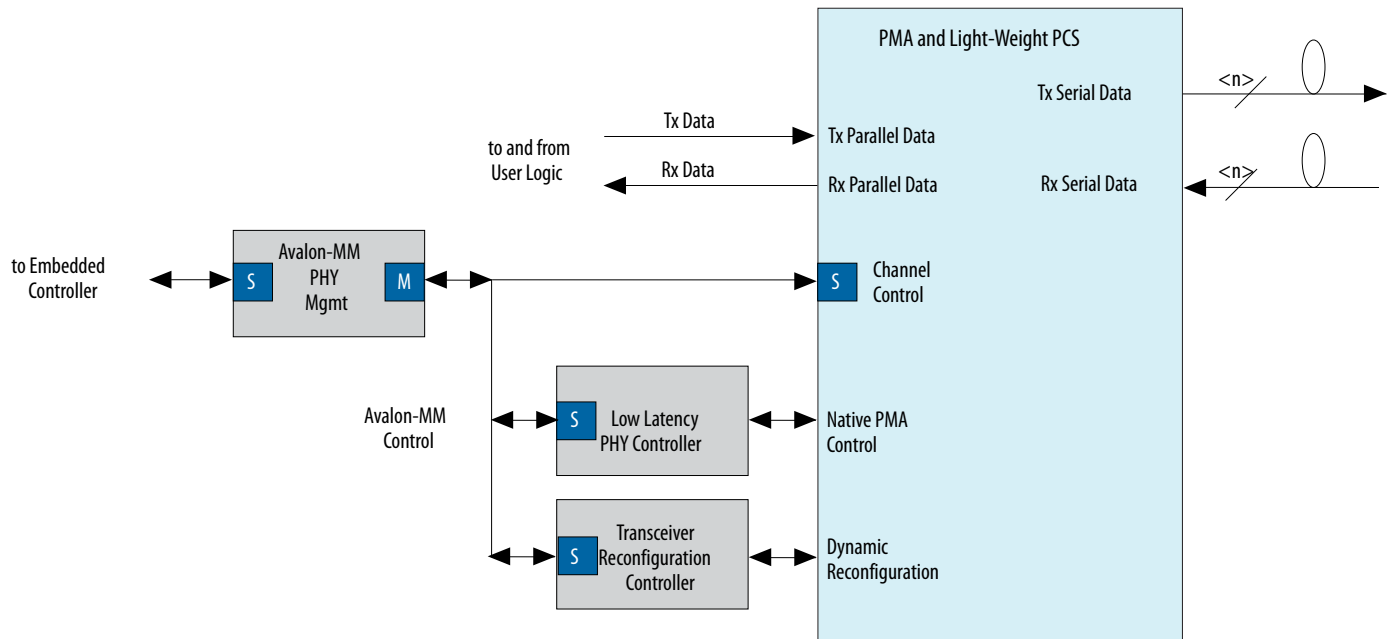 PMA and Light-Weight PCS
<n>
Tx Serial Data
Tx Data
to and from
User Logic
Tx Parallel Data
Rx Data
Rx Parallel Data
<n>
Rx Serial Data
to Embedded
Controller
S
Avalon-MM
PHY
Mgmt
M
S
Channel
Control
Avalon-MM
Control
S
Low Latency
PHY Controller
Native PMA
Control
S
Transceiver
Reconfiguration
Controller
Dynamic
Reconfiguration